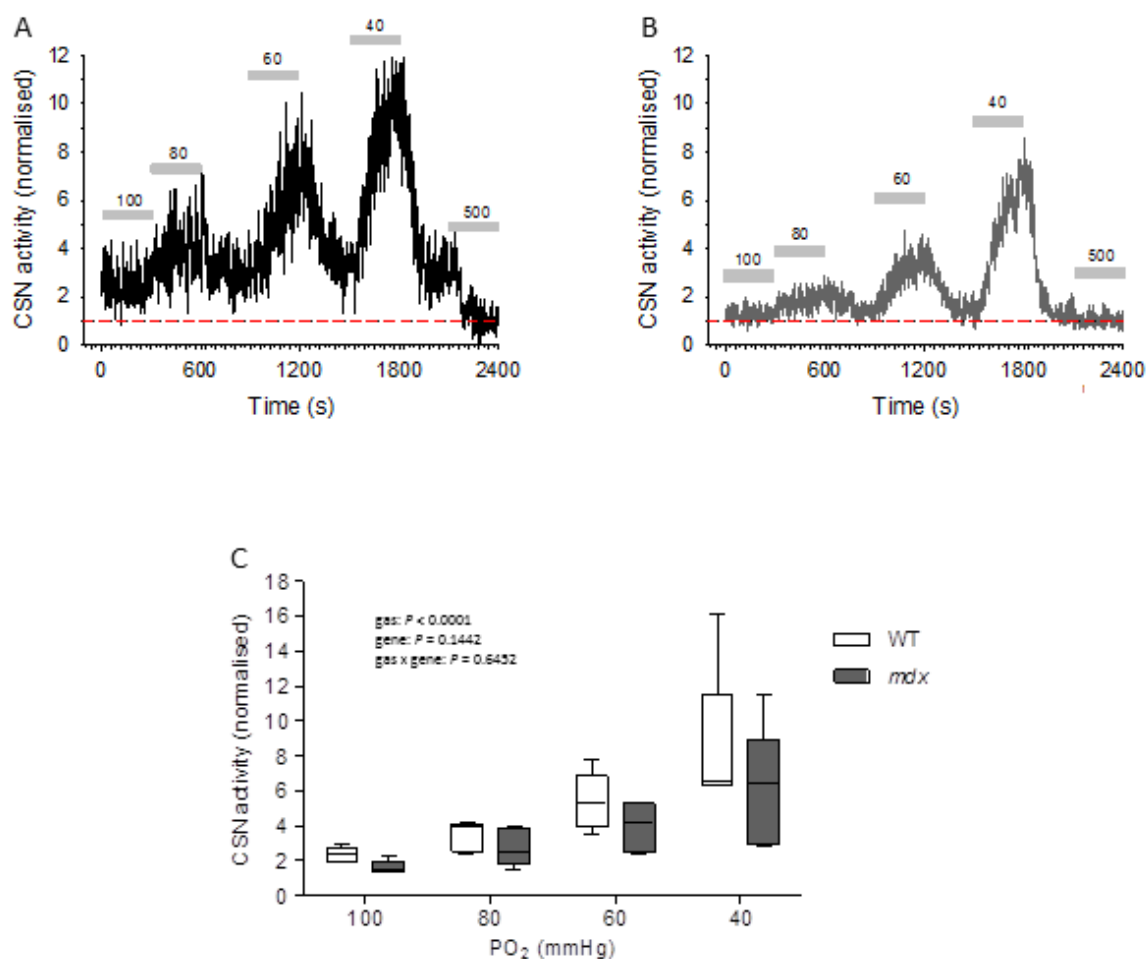 A
12
10
8
6
4
2
0
CSN activity (normalised)
100
80
60
40
500
0 600 1200 1800 2400
Time (s)
B
12
10
8
6
4
2
0
CSN activity (normalised)
100
80
60
40
500
0 600 1200 1800 2400
Time (s)
C
18
16
14
12
10
8
6
4
2
0
CSN activity (normalised)
gas: P < 0.0001
gene: P = 0.1442
gas x gene: P = 0.6452
WT
mdx
100 80 60 40
PO2 (mmHg)